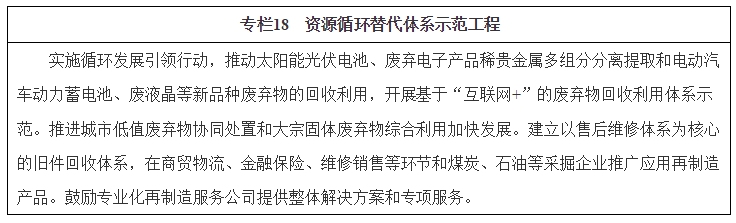 专栏18　资源循环替代体系示范工程
实施循环发展引领行动，推动太阳能光伏电池、废弃电子产品稀贵金属多组分分离提取和电动汽
车动力蓄电池、废液晶等新品种废弃物的回收利用，开展基于“互联网+”的废弃物回收利用体系示
范。推进城市低值废弃物协同处置和大宗固体废弃物综合利用加快发展。建立以售后维修体系为核心
的旧件回收体系，在商贸物流、金融保险、维修销售等环节和煤炭、石油等采掘企业推广应用再制造
产品。鼓励专业化再制造服务公司提供整体解决方案和专项服务。